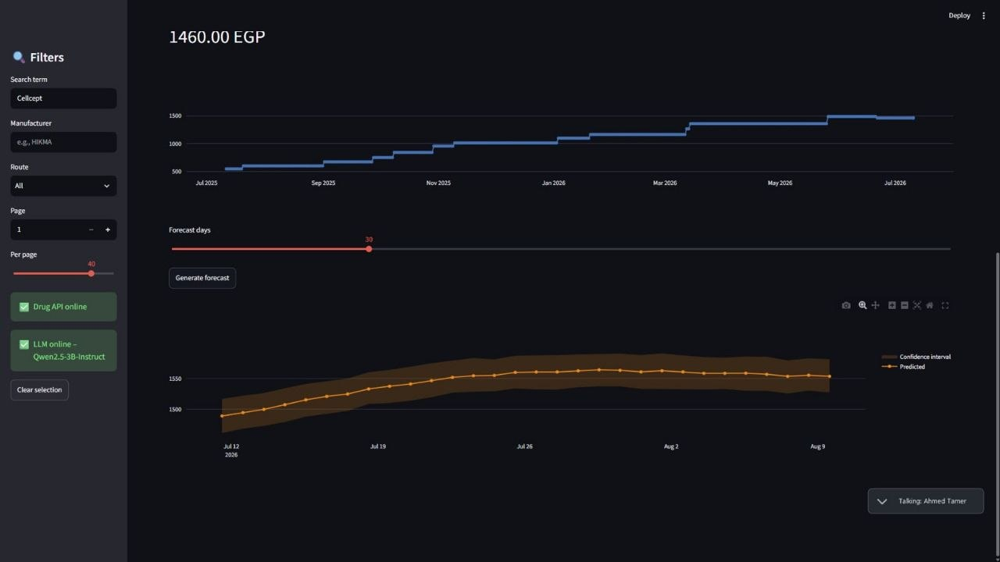 Deploy
1460.00 EGP
Filters
Search term
Cellcept
Manufacturer
e.g., HIKMA
Route
All
Page
1
Per page
40
Drug API online
LLM online –
Qwen2.5-3B-Instruct
Clear selection
1500
1000
500
Jul 2025 Sep 2025 Nov 2025 Jan 2026 Mar 2026 May 2026 Jul 2026
Forecast days
30
Generate forecast
Confidence interval
Predicted
1550
1500
Jul 12 Jul 19 Jul 26 Aug 2 Aug 9
2026
Talking: Ahmed Tamer